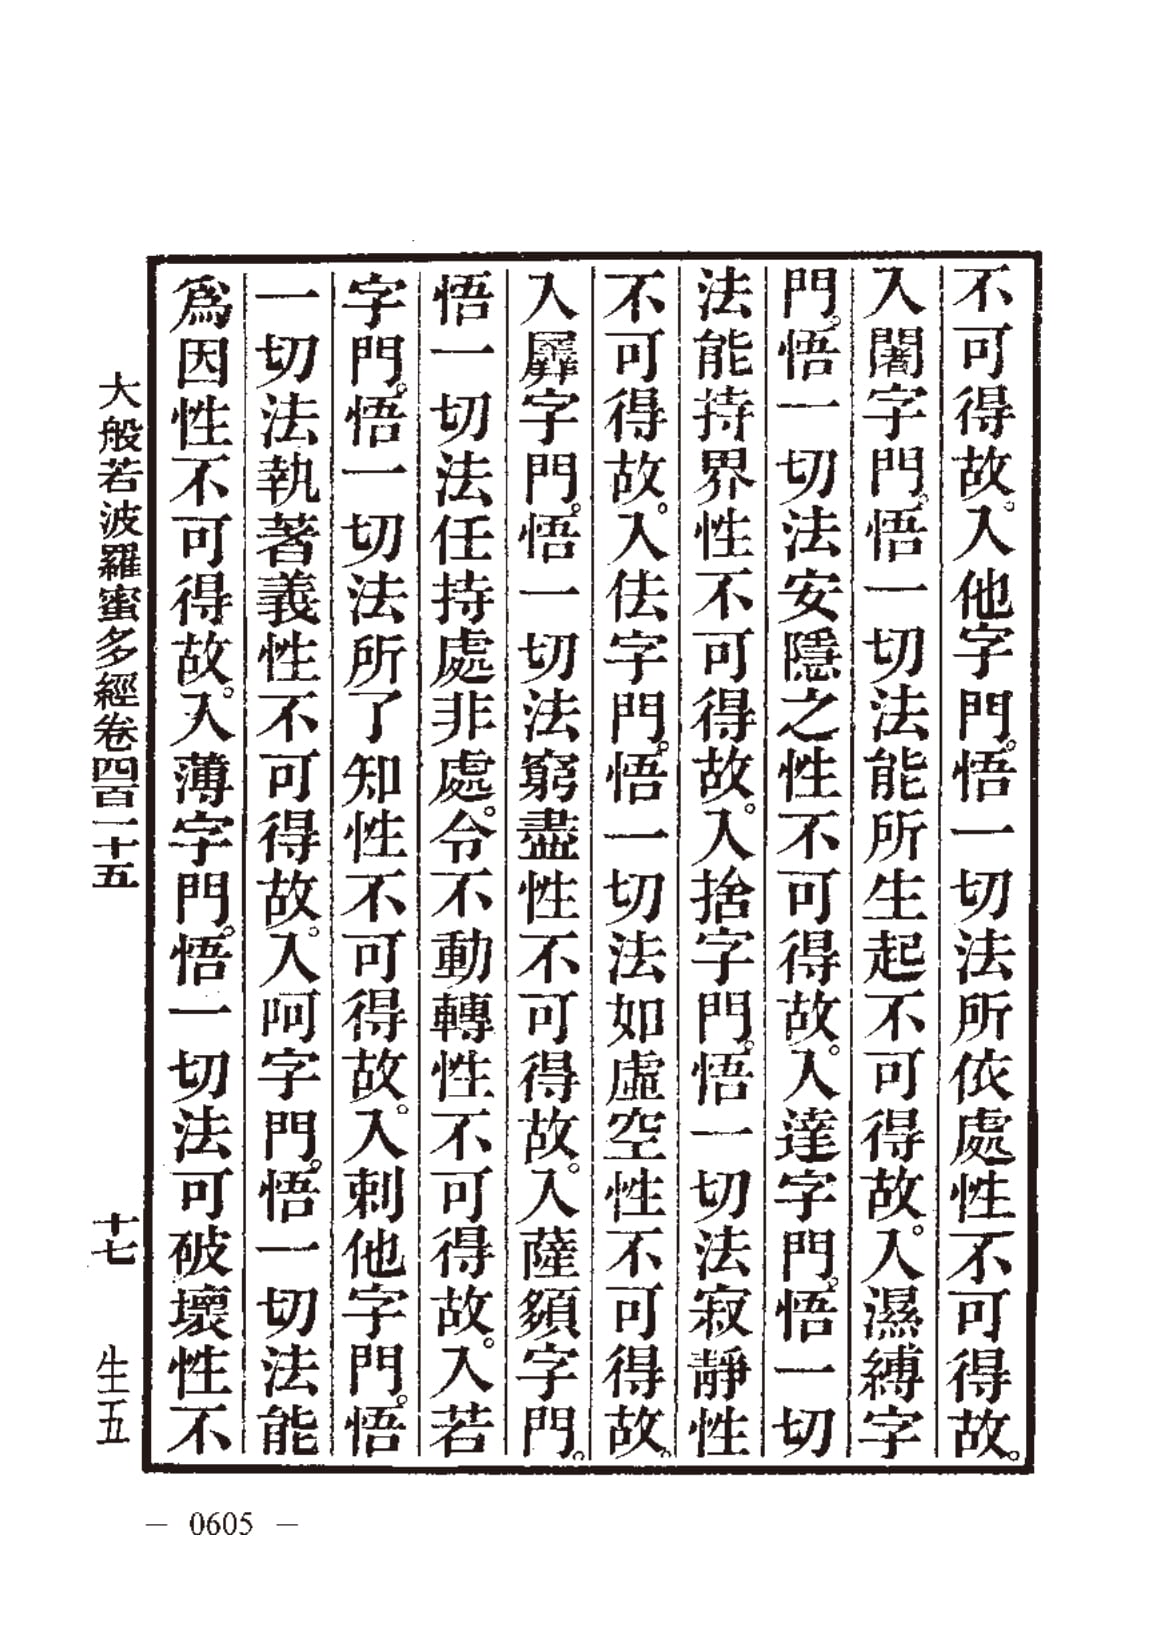 不可得故。入他字門。悟一切法所依處性不可得故。
入闍字門。悟一切法能所生起不可得故。入濕縛字
門。悟一切法安隱之性不可得故。入達字門。悟一切
法能持界性不可得故。入捨字門。悟一切法寂靜性
不可得故。入佉字門。悟一切法如虛空性不可得故。
入羼字門。悟一切法窮盡性不可得故。入薩頞字門。
悟一切法任持處非處。令不動轉性不可得故。入若
字門。悟一切法所了知性不可得故。入剌他字門。悟
一切法執著義性不可得故。入呵字門。悟一切法能
爲因性不可得故。入薄字門。悟一切法可破壞性不
大般若波羅蜜多經卷四百一十五
十七
生五
— 0605 —